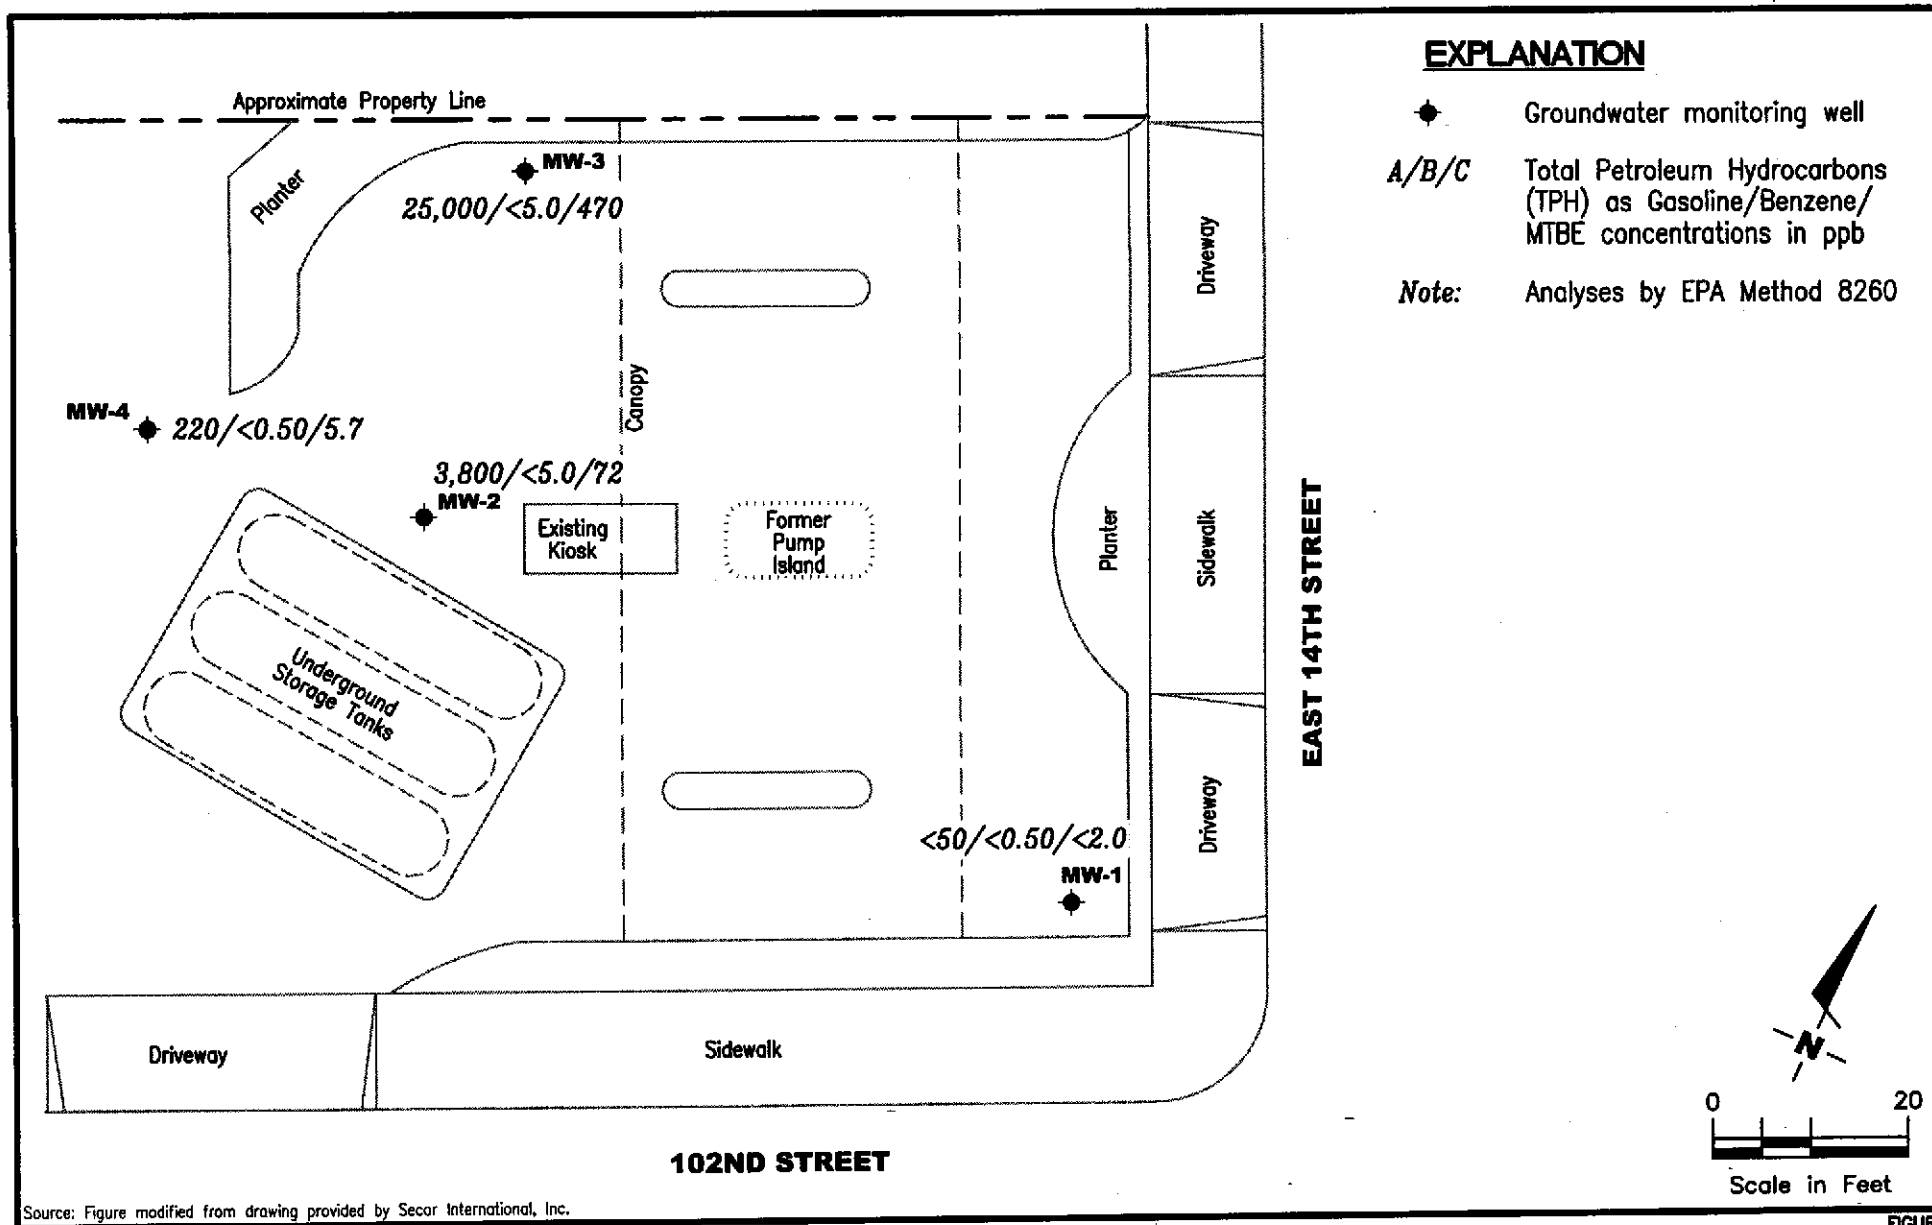 EXPLANATION
Groundwater monitoring well
A/B/C Total Petroleum Hydrocarbons
(TPH) as Gasoline/Benzene/
MTBE concentrations in ppb
Note: Analyses by EPA Method 8260
Approximate Property Line
Planter
MW-3
25,000/<5.0/470
Driveway
Canopy
MW-4
220/<0.50/5.7
3,800/<5.0/72
MW-2
Existing
Kiosk
Former
Pump
Island
Planter
Sidewalk
EAST 14TH STREET
Underground
Storage Tanks
Driveway
<50/<0.50/<2.0
MW-1
Driveway
Sidewalk
102ND STREET
N
0 20
Scale in Feet
Source: Figure modified from drawing provided by Secor International, Inc.